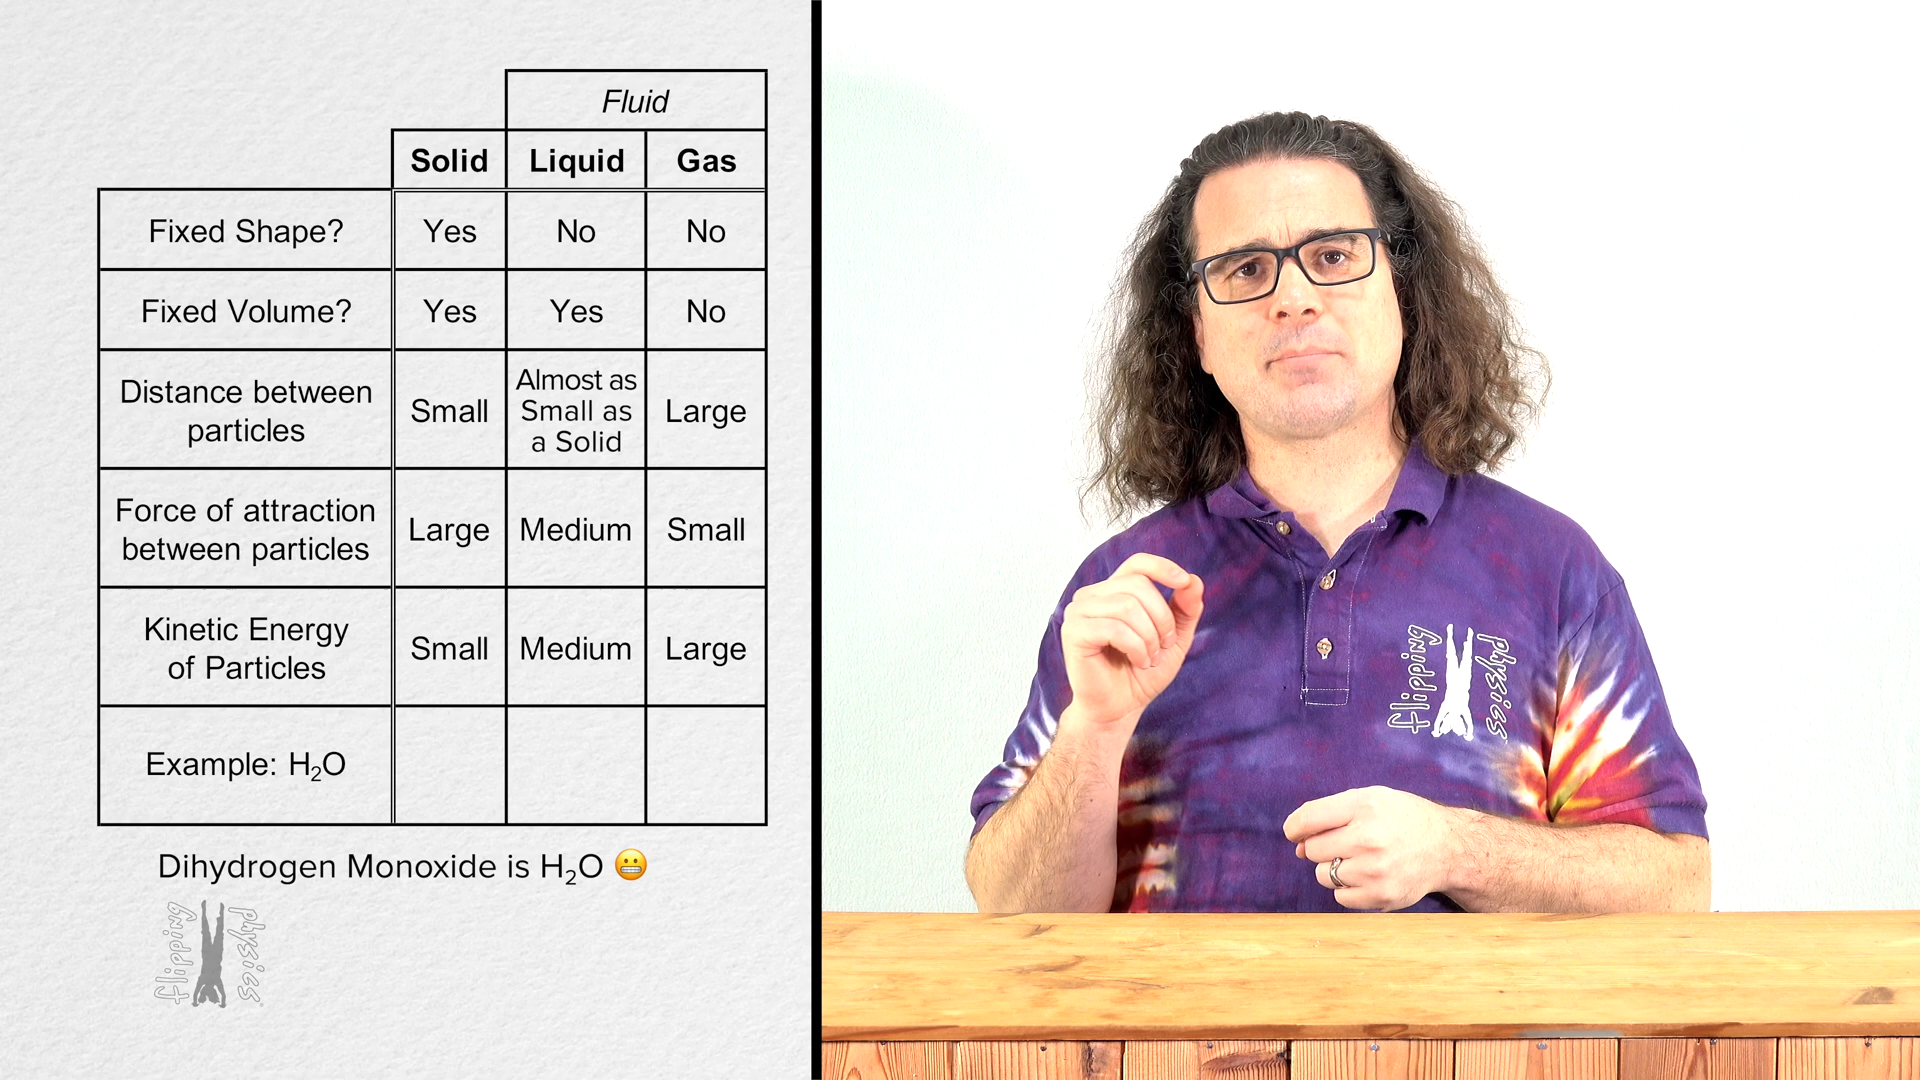 Fluid
Solid Liquid Gas
Fixed Shape? Yes No No
Fixed Volume? Yes Yes No
Distance between
particles
Small
Almost as
Small as
a Solid
Large
Force of attraction
between particles
Large Medium Small
Kinetic Energy
of Particles
Small Medium Large
Example: H₂O
Dihydrogen Monoxide is H₂O 😬
flipping
physics
flipping
physics